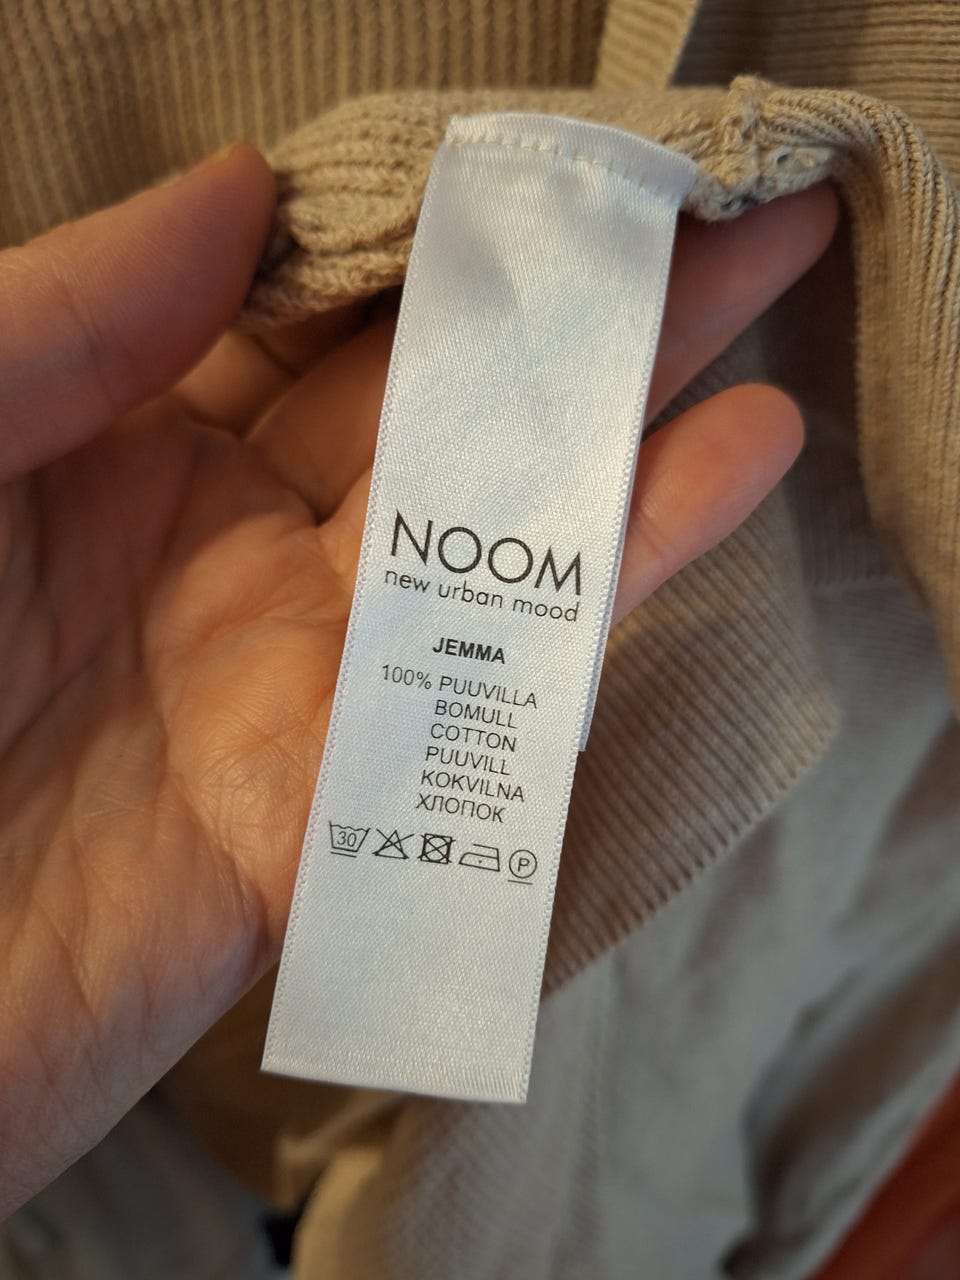 NOOM
new urban mood
JEMMA
100% PUUVILLA
BOMULL
COTTON
PUUVILL
KOKVILNA
ХЛОПОК
30 P